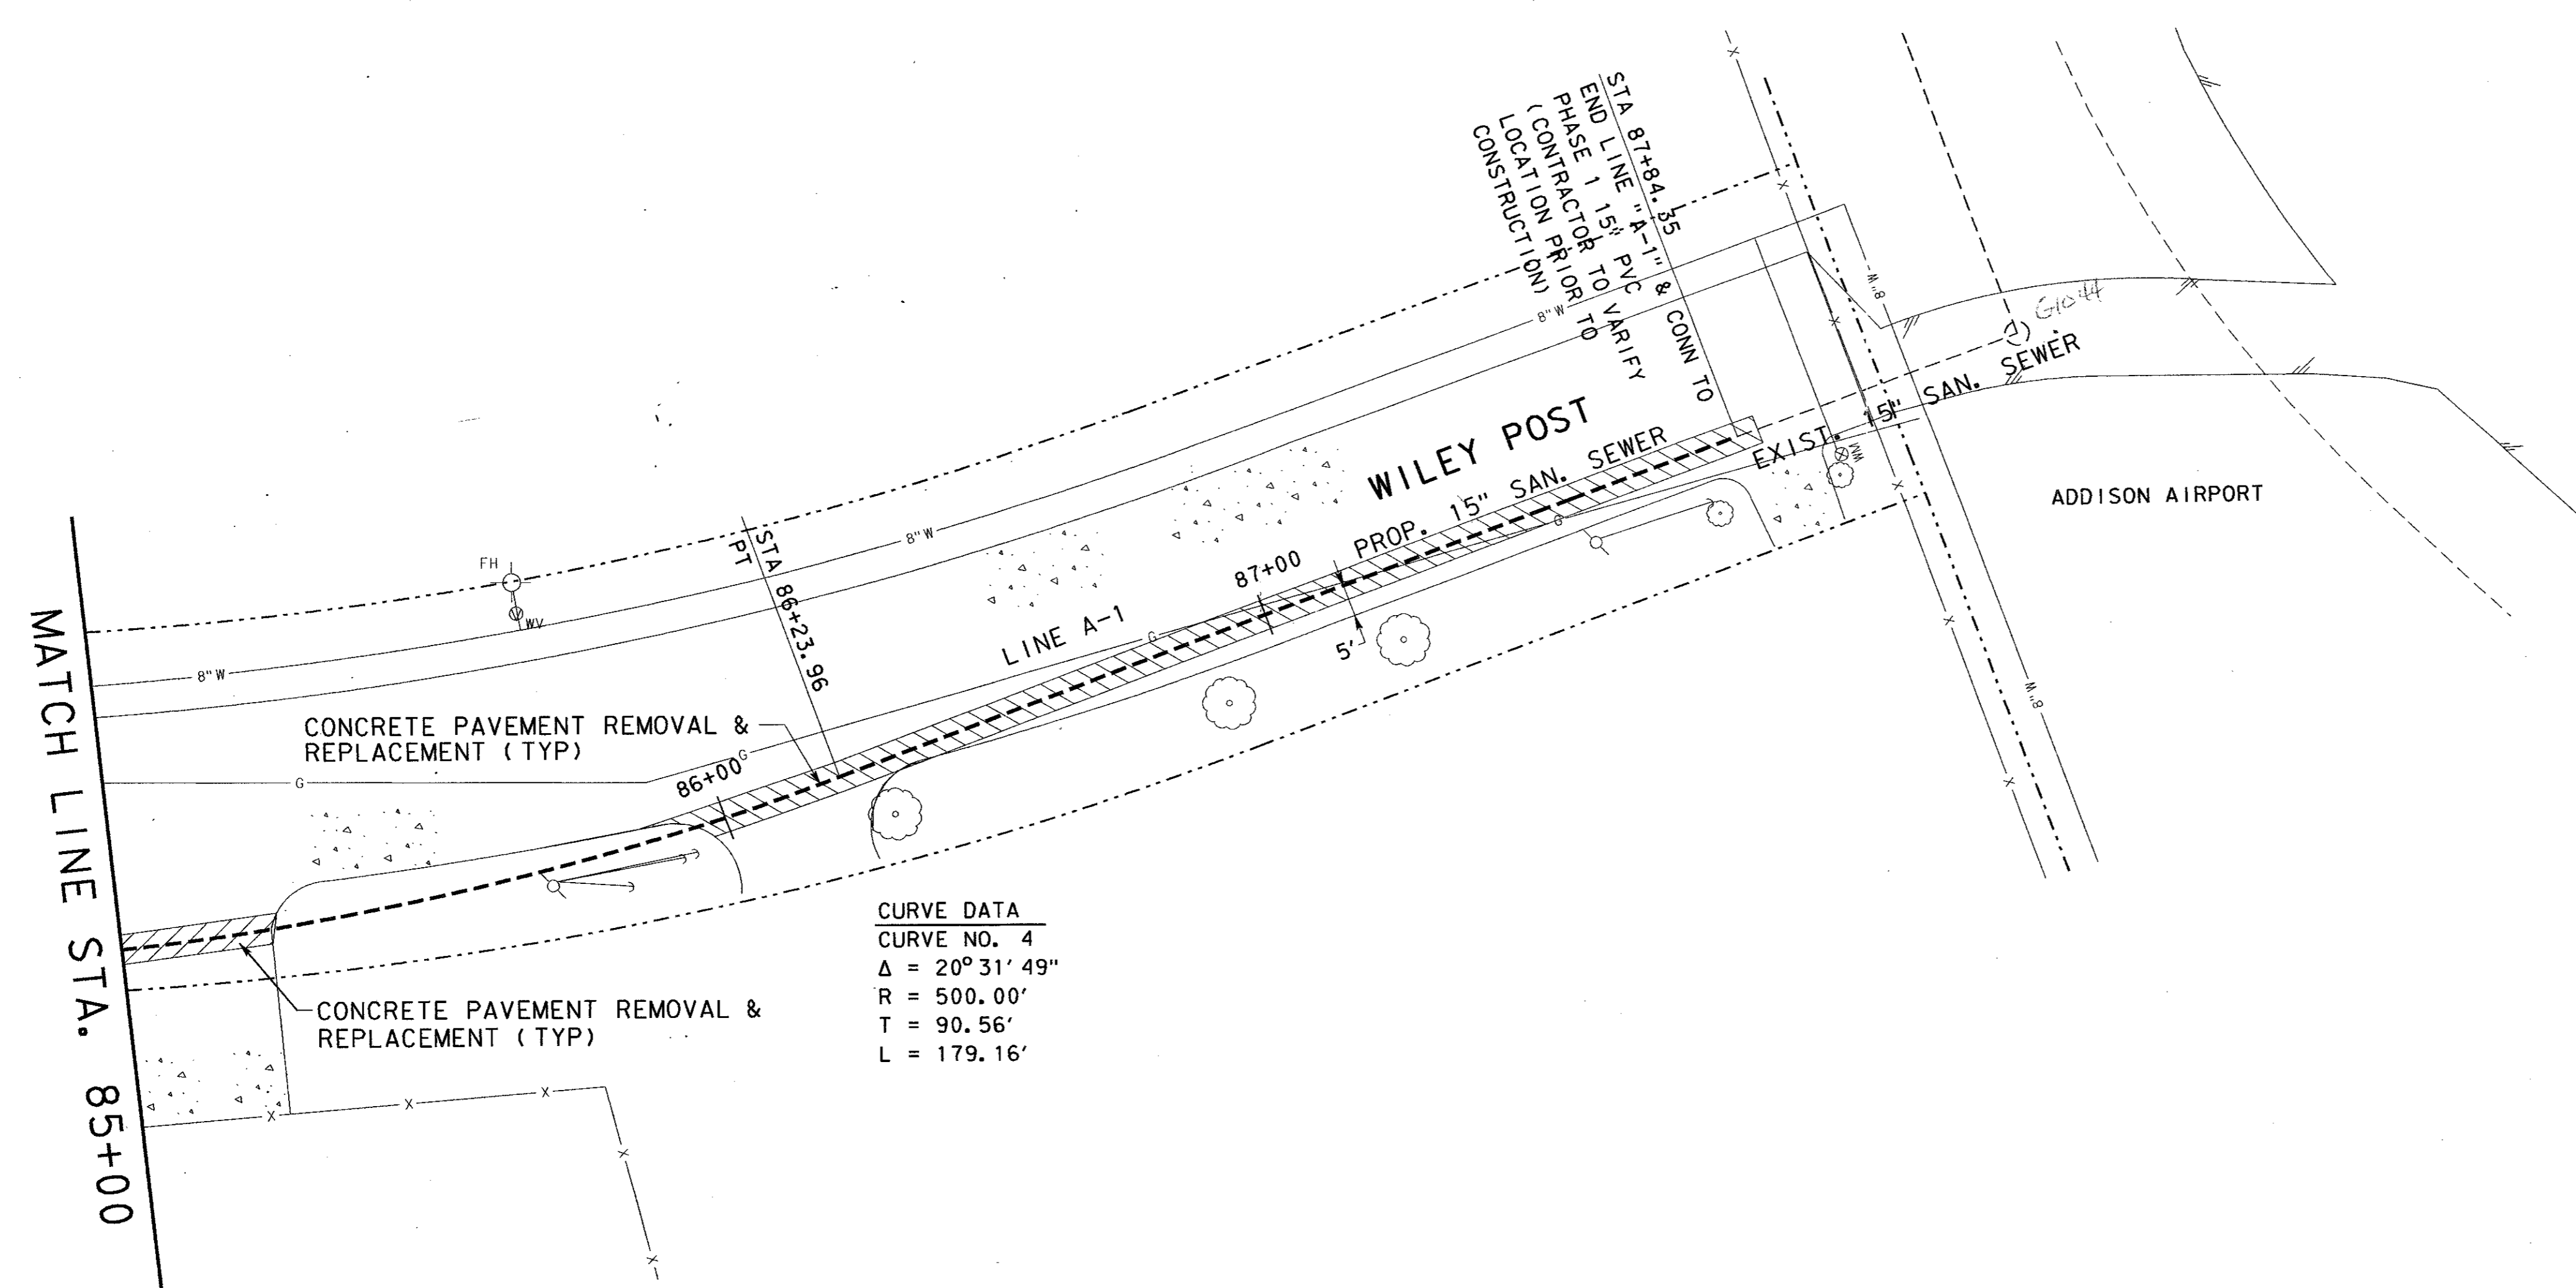 STA 87+84.35
END LINE "A-1" & CONN TO
PHASE 1 15" PVC
(CONTRACTOR TO VARIFY
LOCATION PRIOR TO
CONSTRUCTION)
8"W
8"W
G1044
EXIST. 15" SAN. SEWER
WM
ADDISON AIRPORT
8"W
WILEY POST
PROP. 15" SAN. SEWER
G
8"W
87+00
5'
LINE A-1
G
STA 86+23.96
PT
FH
WV
8"W
CONCRETE PAVEMENT REMOVAL &
REPLACEMENT (TYP)
G
86+00
G
MATCH LINE STA. 85+00
CONCRETE PAVEMENT REMOVAL &
REPLACEMENT (TYP)
CURVE DATA
CURVE NO. 4
Δ = 20°31'49"
R = 500.00'
T = 90.56'
L = 179.16'